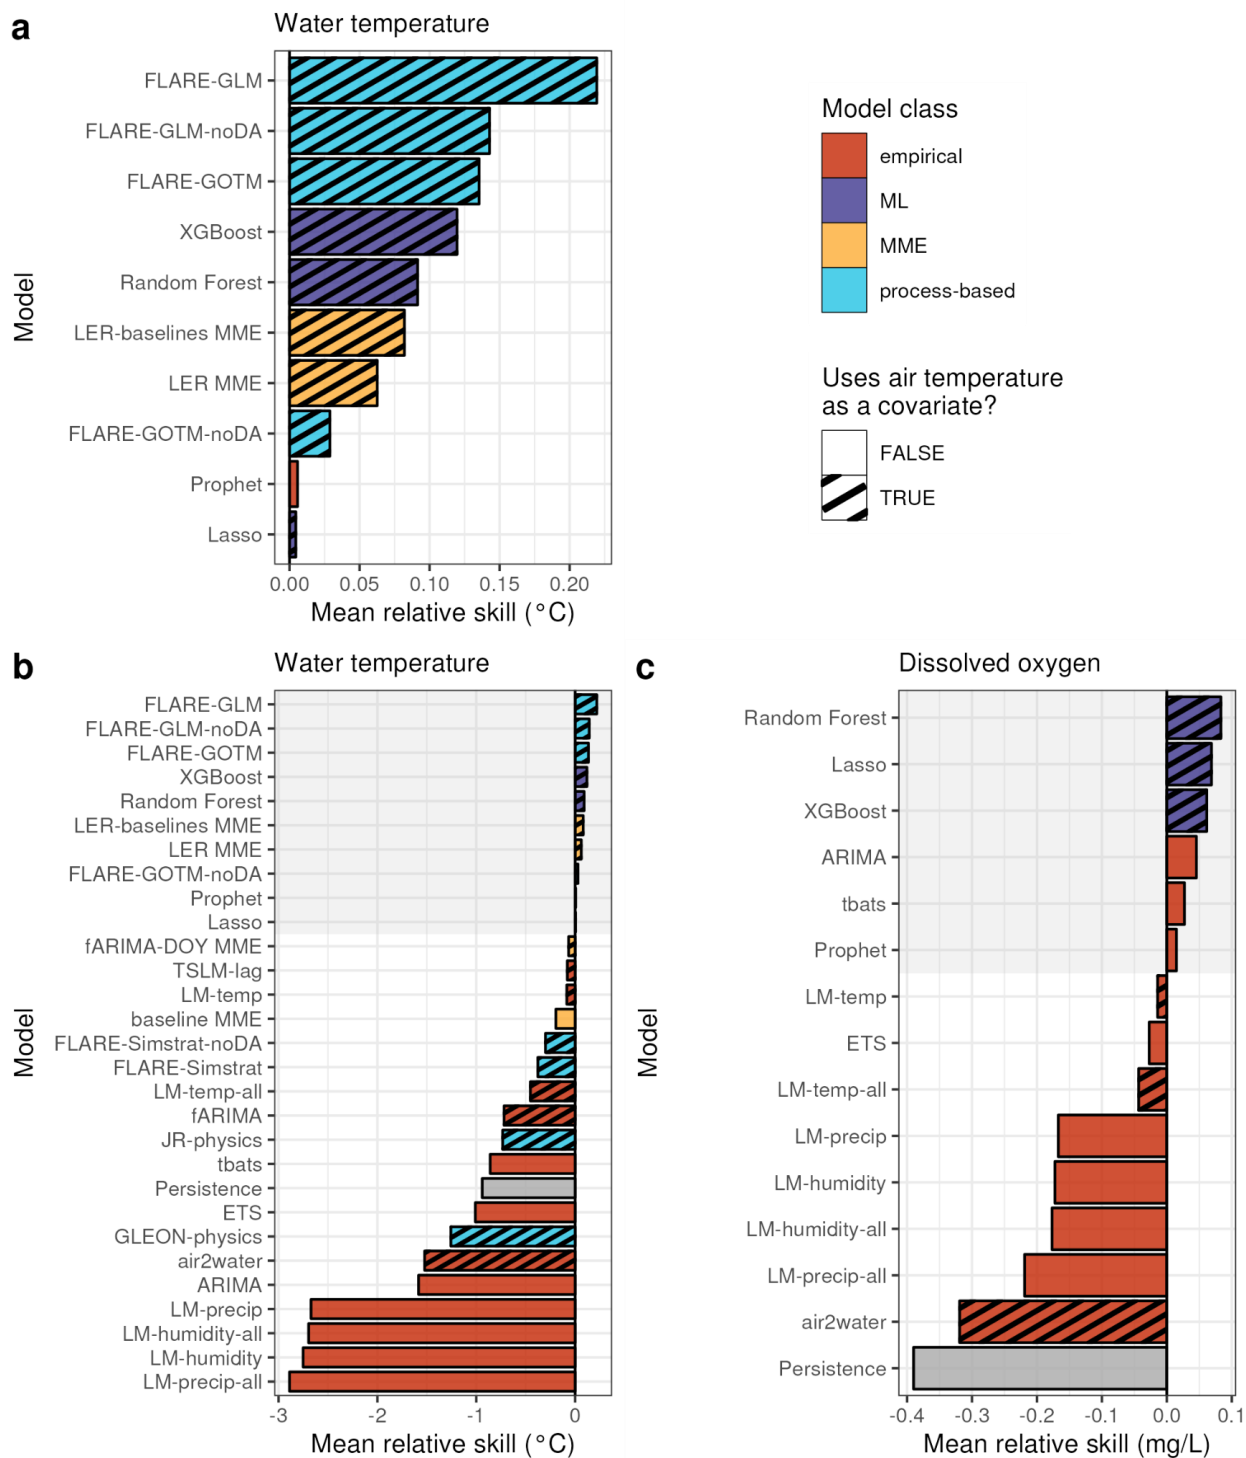 a
Water temperature
Model
FLARE-GLM
FLARE-GLM-noDA
FLARE-GOTM
XGBoost
Random Forest
LER-baselines MME
LER MME
FLARE-GOTM-noDA
Prophet
Lasso
0.00 0.05 0.10 0.15 0.20
Mean relative skill (°C)
Model class
empirical
ML
MME
process-based
Uses air temperature
as a covariate?
FALSE
TRUE
b
Water temperature
Model
FLARE-GLM
FLARE-GLM-noDA
FLARE-GOTM
XGBoost
Random Forest
LER-baselines MME
LER MME
FLARE-GOTM-noDA
Prophet
Lasso
fARIMA-DOY MME
TSLM-lag
LM-temp
baseline MME
FLARE-Simstrat-noDA
FLARE-Simstrat
LM-temp-all
fARIMA
JR-physics
tbats
Persistence
ETS
GLEON-physics
air2water
ARIMA
LM-precip
LM-humidity-all
LM-humidity
LM-precip-all
-3 -2 -1 0
Mean relative skill (°C)
c
Dissolved oxygen
Model
Random Forest
Lasso
XGBoost
ARIMA
tbats
Prophet
LM-temp
ETS
LM-temp-all
LM-precip
LM-humidity
LM-humidity-all
LM-precip-all
air2water
Persistence
-0.4 -0.3 -0.2 -0.1 0.0 0.1
Mean relative skill (mg/L)